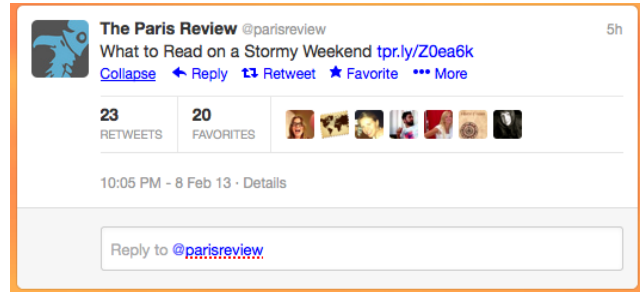 The Paris Review @parisreview 5h
What to Read on a Stormy Weekend tpr.ly/Z0ea6k
Collapse Reply Retweet Favorite More
23 20
RETWEETS FAVORITES
10:05 PM - 8 Feb 13 · Details
Reply to @parisreview